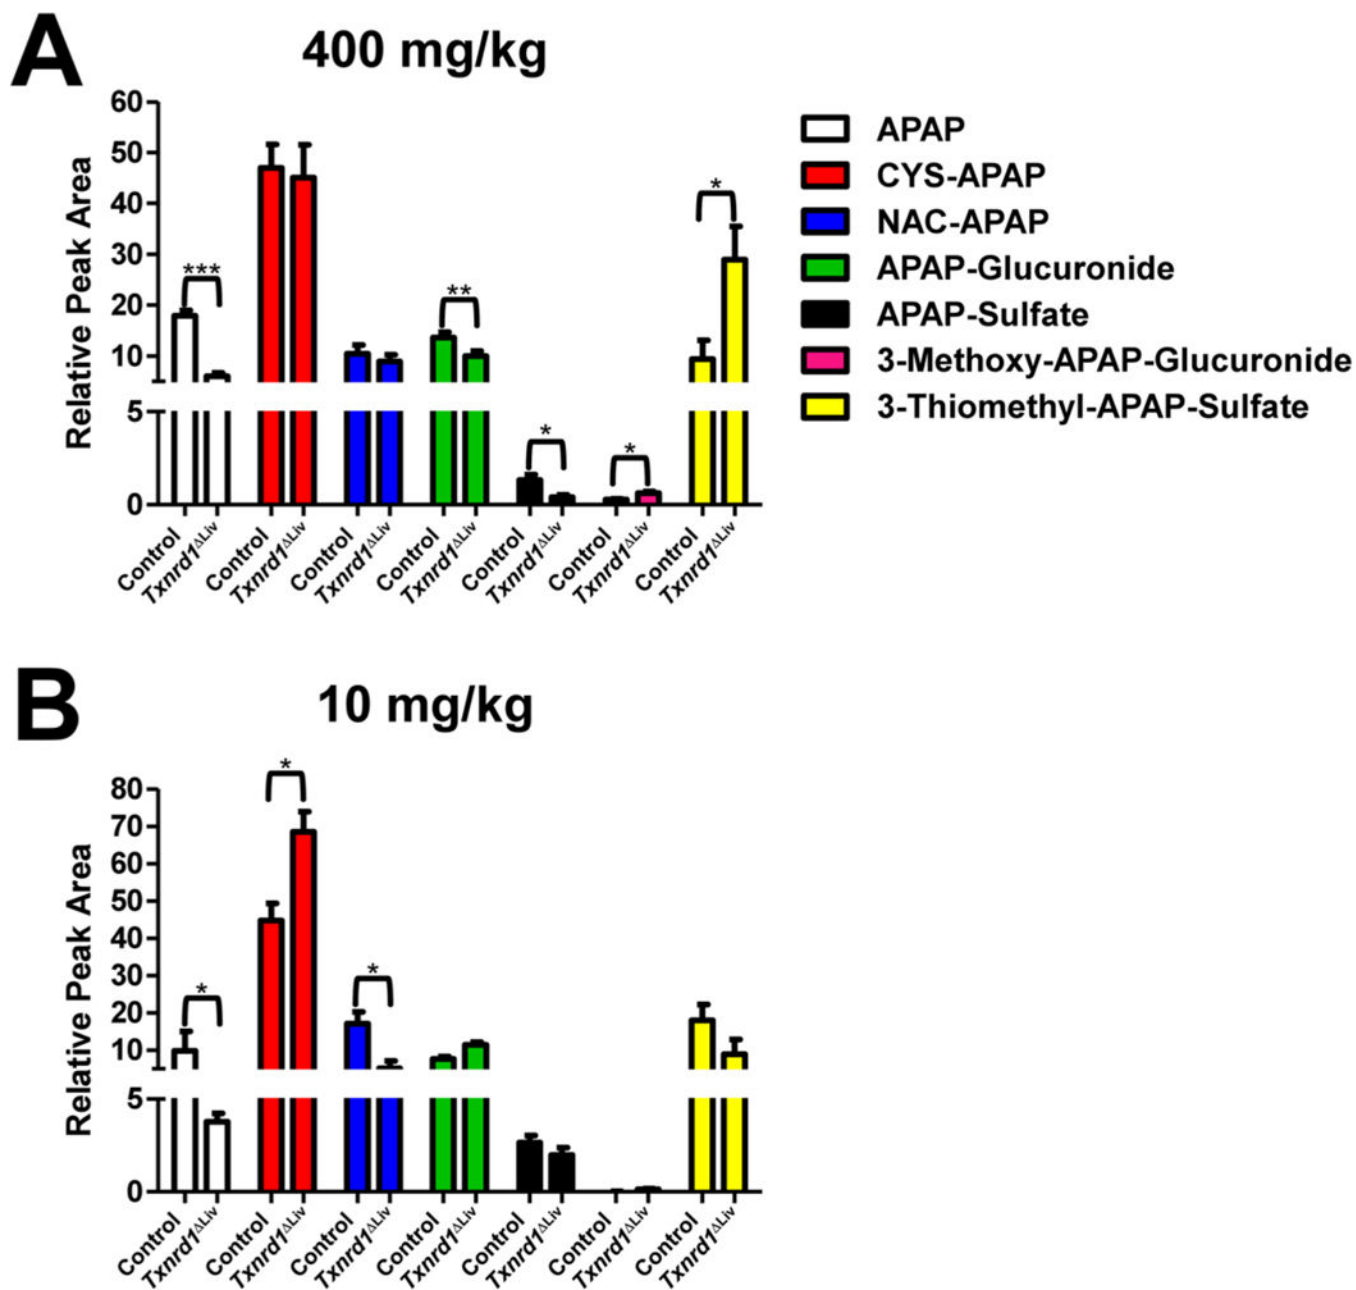 A
400 mg/kg
Relative Peak Area
60
50
40
30
20
10
5
0
***
**
*
*
*
APAP
CYS-APAP
NAC-APAP
APAP-Glucuronide
APAP-Sulfate
3-Methoxy-APAP-Glucuronide
3-Thiomethyl-APAP-Sulfate
Control
Txnrd1ΔLiv
Control
Txnrd1ΔLiv
Control
Txnrd1ΔLiv
Control
Txnrd1ΔLiv
Control
Txnrd1ΔLiv
Control
Txnrd1ΔLiv
Control
Txnrd1ΔLiv
B
10 mg/kg
Relative Peak Area
80
70
60
50
40
30
20
10
5
0
*
*
*
Control
Txnrd1ΔLiv
Control
Txnrd1ΔLiv
Control
Txnrd1ΔLiv
Control
Txnrd1ΔLiv
Control
Txnrd1ΔLiv
Control
Txnrd1ΔLiv
Control
Txnrd1ΔLiv